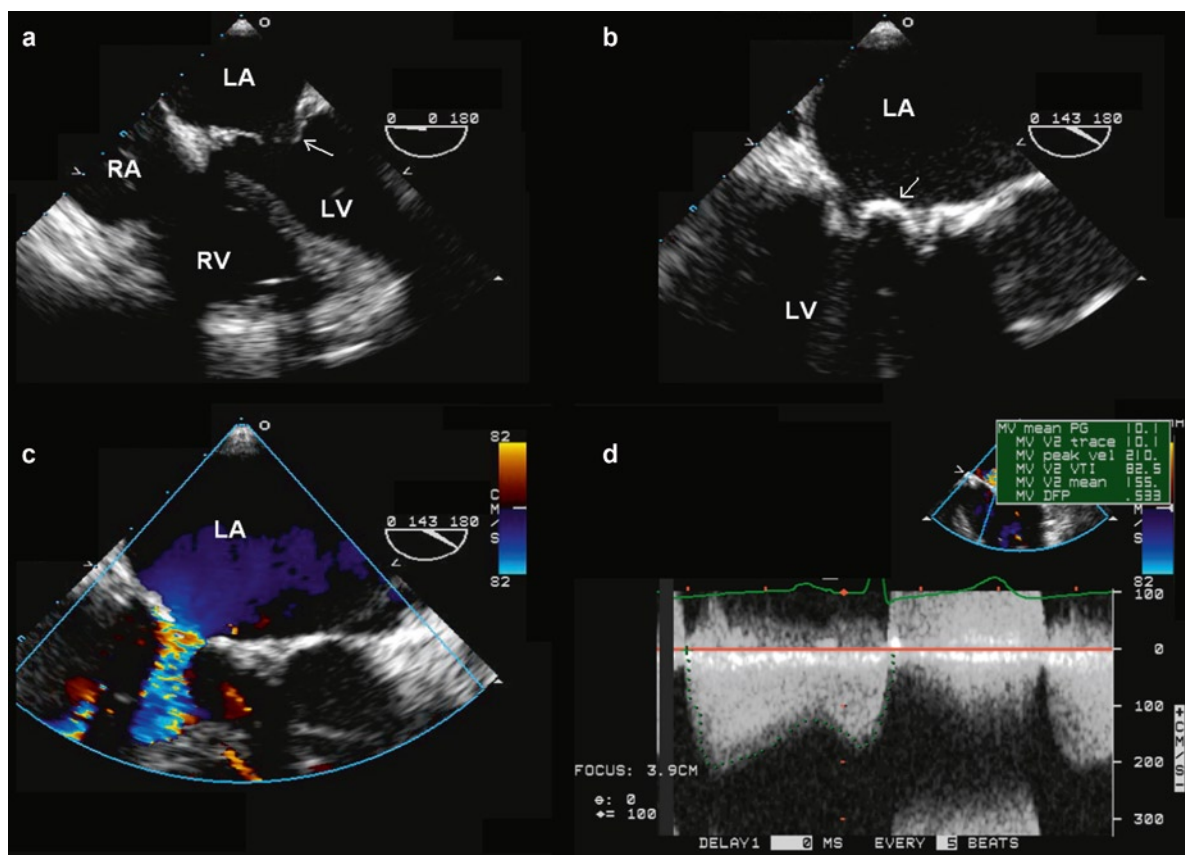 a
LA
0 0 180
RA
LV
RV
b
LA
0 143 180
LV
c
82
C
M
/
S
82
LA
0 143 180
d
MV mean PG 10.1
MV V2 trace 10.1
MV peak vel 210.
MV V2 VTI 82.5
MV V2 mean 155.
MV DFP .533
82
100
0
100
200
300
+CM/S-
FOCUS: 3.9CM
0
= 100
DELAY1 0 MS EVERY 5 BEATS